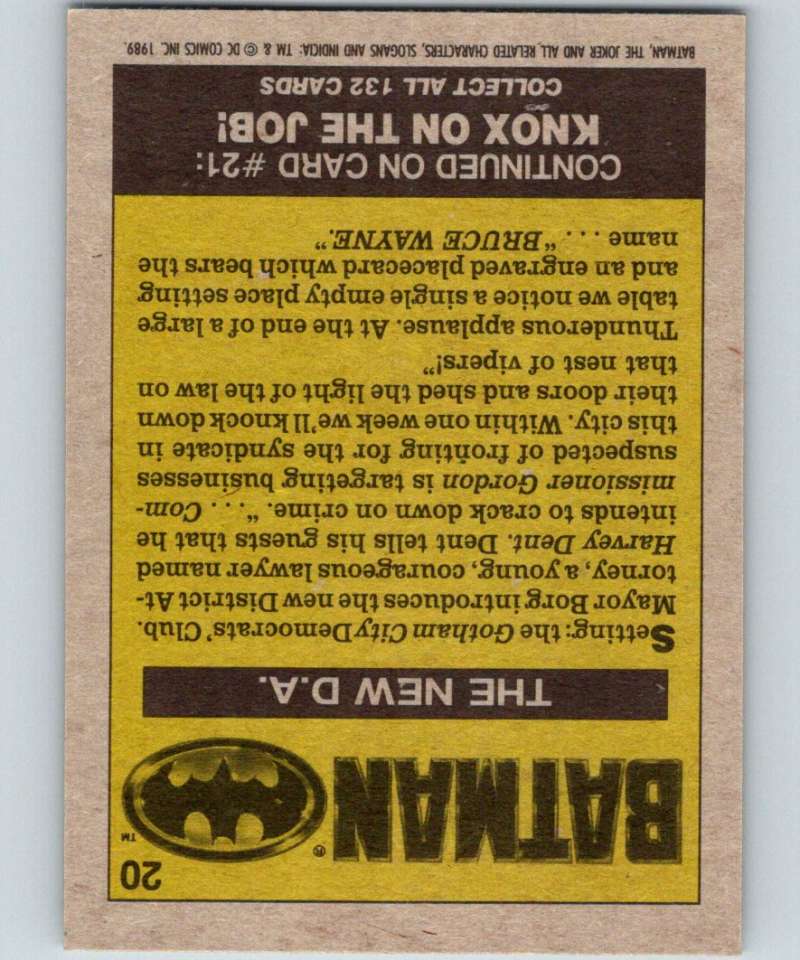 20
BATMAN®
TM
THE NEW D.A.
Setting: the Gotham City Democrats' Club.
Mayor Borg introduces the new District At-
torney, a young, courageous lawyer named
Harvey Dent. Dent tells his guests that he
intends to crack down on crime. “. . . Com-
missioner Gordon is targeting businesses
suspected of fronting for the syndicate in
this city. Within one week we'll knock down
their doors and shed the light of the law on
that nest of vipers!”
Thunderous applause. At the end of a large
table we notice a single empty place setting
and an engraved placecard which bears the
name . . . “BRUCE WAYNE.”
CONTINUED ON CARD #21:
KNOX ON THE JOB!
COLLECT ALL 132 CARDS
BATMAN, THE JOKER AND ALL RELATED CHARACTERS, SLOGANS AND INDICIA: TM & © DC COMICS INC. 1989.